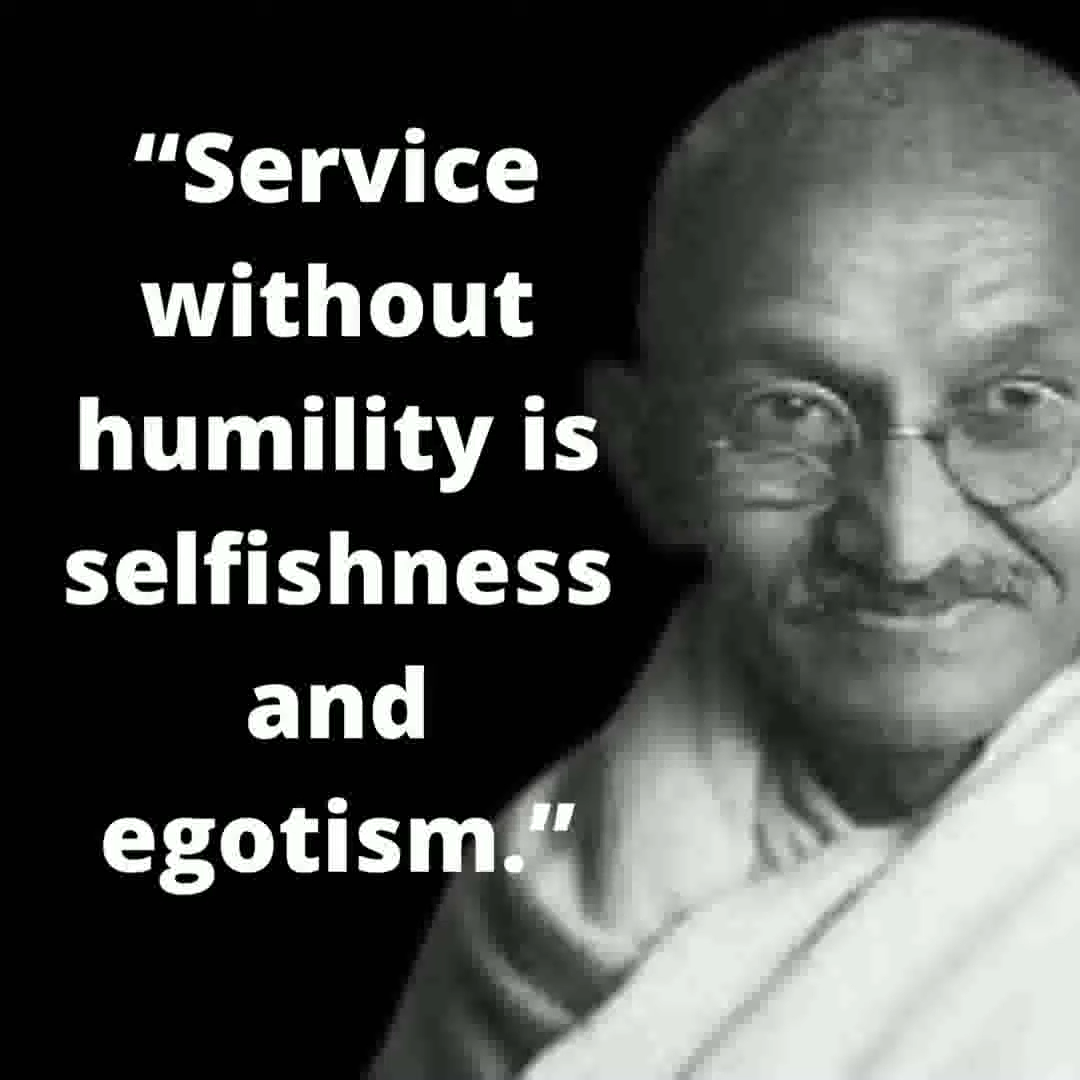 “Service
without
humility is
selfishness
and
egotism.”